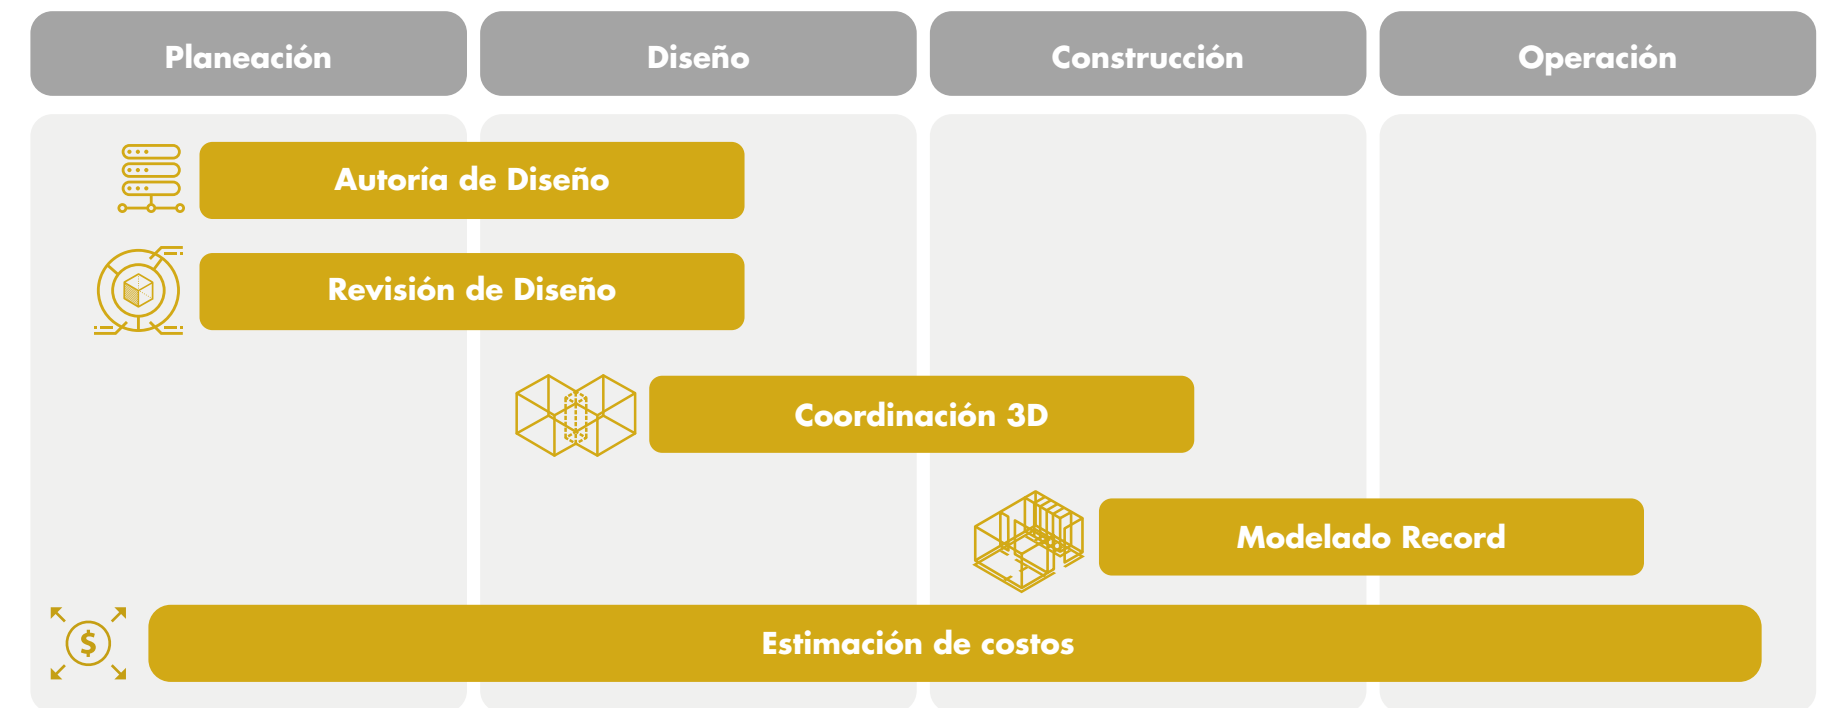 Planeación
Diseño
Construcción
Operación
Autoría de Diseño
Revisión de Diseño
Coordinación 3D
Modelado Record
$
Estimación de costos